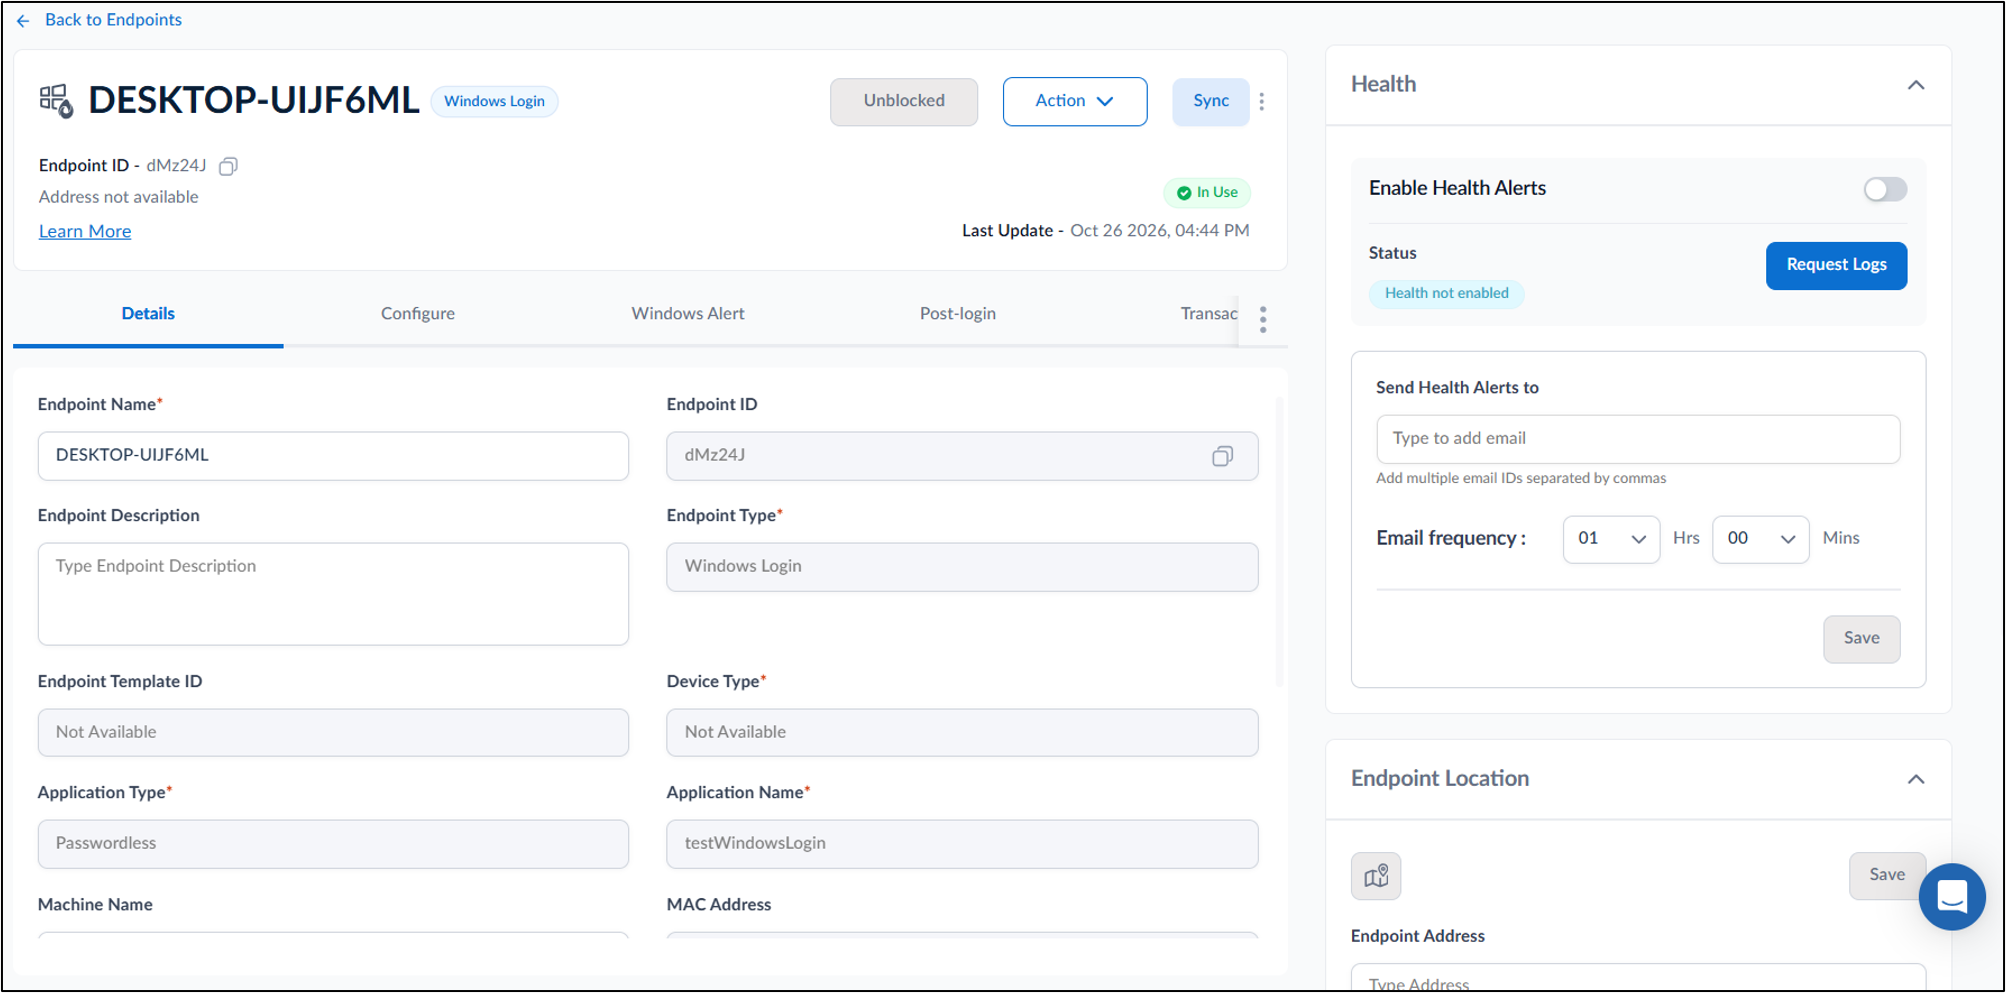 Back to Endpoints
DESKTOP-UIJF6ML
Windows Login
Unblocked
Action
Sync
Endpoint ID - dMz24J
Address not available
In Use
Learn More
Last Update - Oct 26 2026, 04:44 PM
Details
Configure
Windows Alert
Post-login
Transac
Endpoint Name*
DESKTOP-UIJF6ML
Endpoint ID
dMz24J
Endpoint Description
Type Endpoint Description
Endpoint Type*
Windows Login
Endpoint Template ID
Not Available
Device Type*
Not Available
Application Type*
Passwordless
Application Name*
testWindowsLogin
Machine Name
MAC Address
Health
Enable Health Alerts
Status
Health not enabled
Request Logs
Send Health Alerts to
Type to add email
Add multiple email IDs separated by commas
Email frequency : 01 Hrs 00 Mins
Save
Endpoint Location
Save
Endpoint Address
Type Address